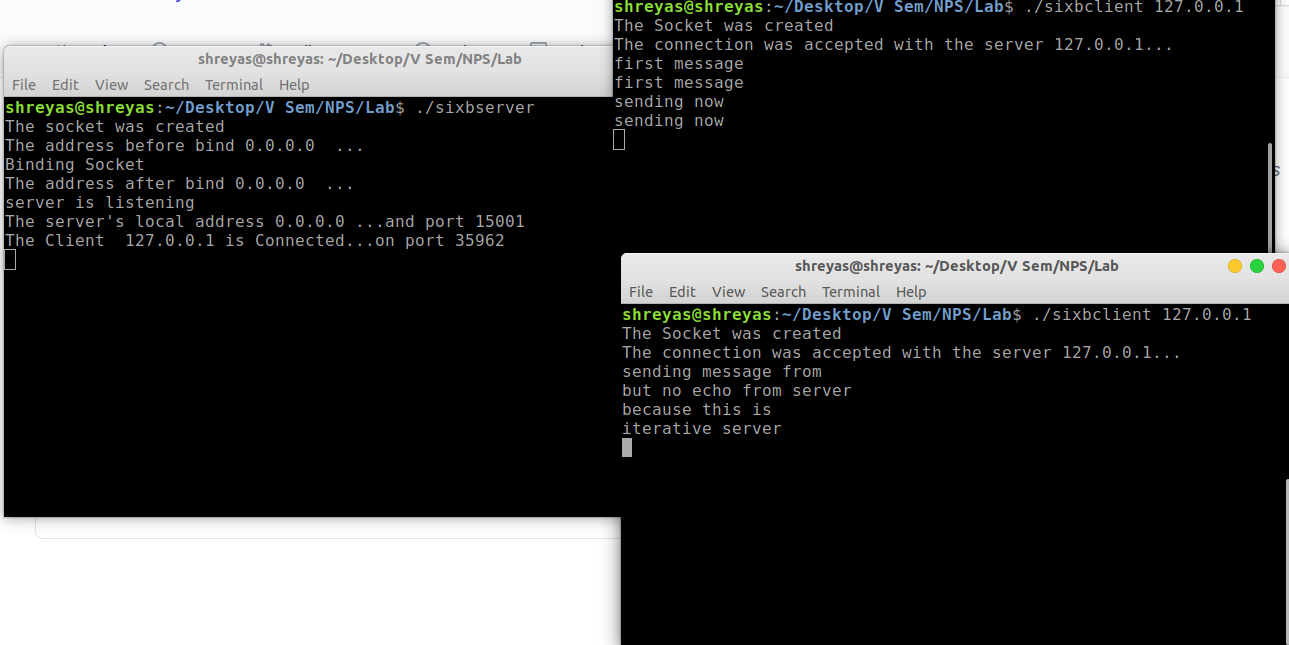 shreyas@shreyas: ~/Desktop/V Sem/NPS/Lab
File Edit View Search Terminal Help
shreyas@shreyas:~/Desktop/V Sem/NPS/Lab$ ./sixbserver
The socket was created
The address before bind 0.0.0.0  ...
Binding Socket
The address after bind 0.0.0.0  ...
server is listening
The server's local address 0.0.0.0 ...and port 15001
The Client  127.0.0.1 is Connected...on port 35962
shreyas@shreyas:~/Desktop/V Sem/NPS/Lab$ ./sixbclient 127.0.0.1
The Socket was created
The connection was accepted with the server 127.0.0.1...
first message
first message
sending now
sending now
shreyas@shreyas: ~/Desktop/V Sem/NPS/Lab
File Edit View Search Terminal Help
shreyas@shreyas:~/Desktop/V Sem/NPS/Lab$ ./sixbclient 127.0.0.1
The Socket was created
The connection was accepted with the server 127.0.0.1...
sending message from
but no echo from server
because this is
iterative server